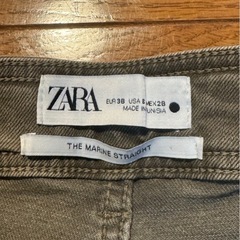 ZARA
EUR 38 USA 6 MEX 28
MADE IN TUNISIA
THE MARINE STRAIGHT